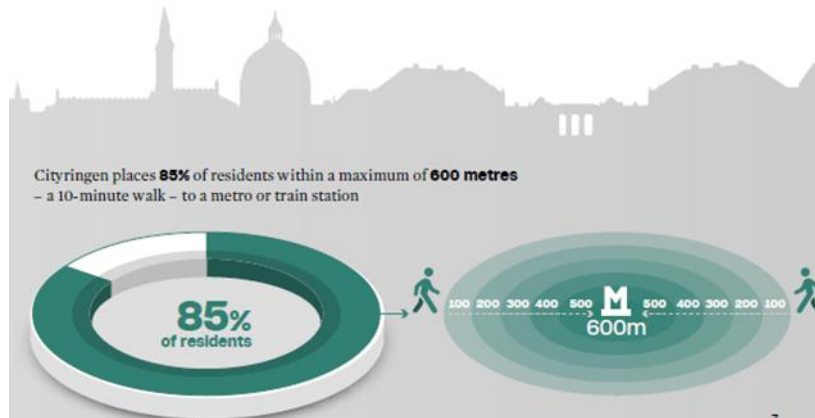 Cityringen places 85% of residents within a maximum of 600 metres
– a 10-minute walk – to a metro or train station
85%
of residents
100 200 300 400 500 M 500 400 300 200 100
600m